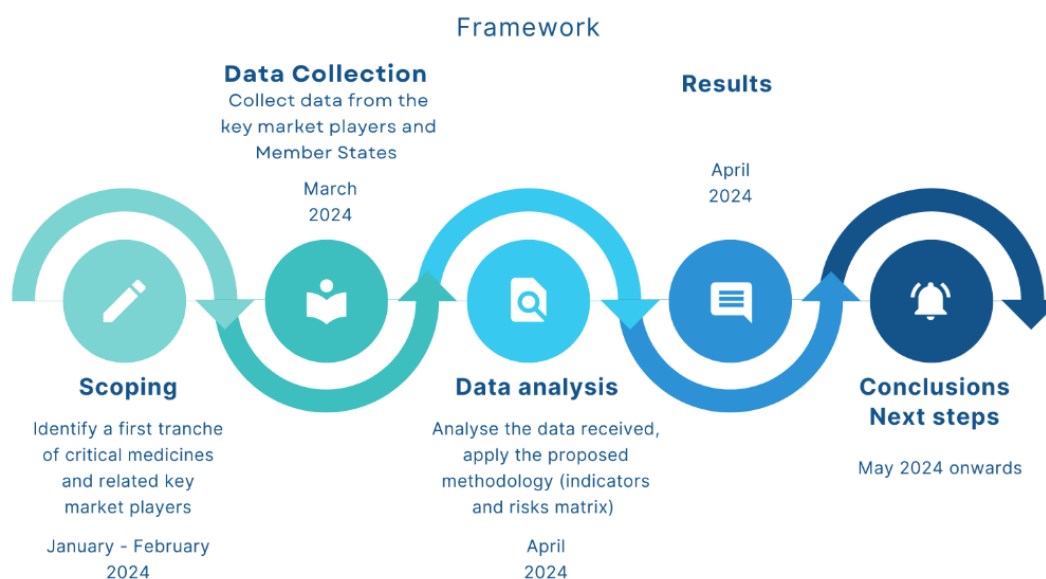 Framework
Scoping
Identify a first tranche
of critical medicines
and related key
market players
January - February
2024
Data Collection
Collect data from the
key market players and
Member States
March
2024
Data analysis
Analyse the data received,
apply the proposed
methodology (indicators
and risks matrix)
April
2024
Results
April
2024
Conclusions
Next steps
May 2024 onwards